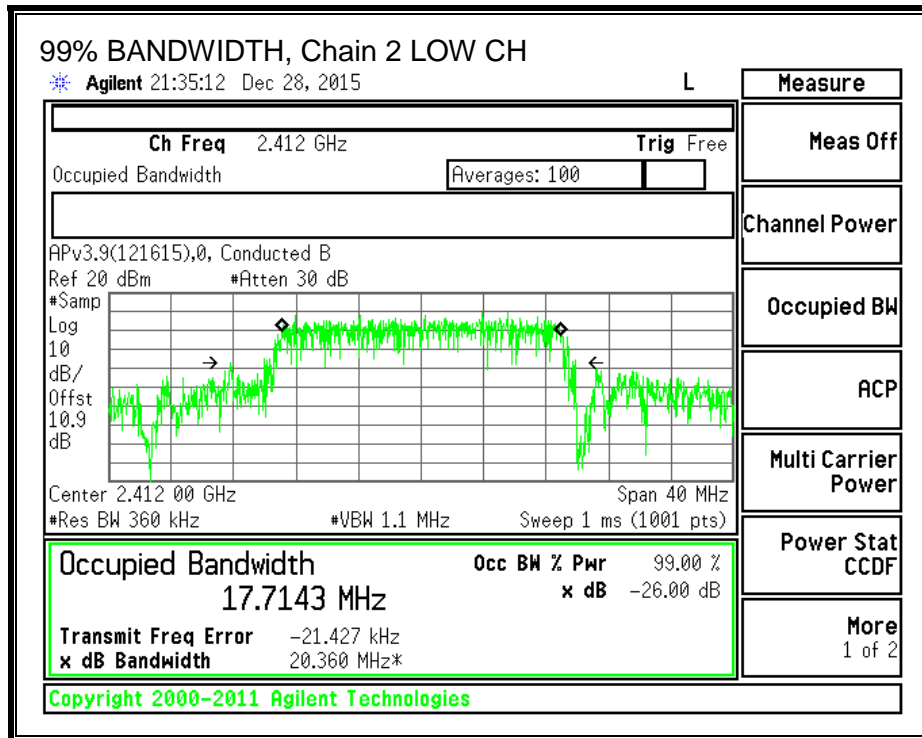 99% BANDWIDTH, Chain 2 LOW CH
Agilent 21:35:12 Dec 28, 2015 L
Measure
Ch Freq 2.412 GHz Trig Free
Occupied Bandwidth Averages: 100
APv3.9(121615),0, Conducted B
Ref 20 dBm #Atten 30 dB
#Samp
Log
10
dB/
Offst
10.9
dB
Center 2.412 00 GHz Span 40 MHz
#Res BW 360 kHz #VBW 1.1 MHz Sweep 1 ms (1001 pts)
Occupied Bandwidth Occ BW % Pwr 99.00 %
17.7143 MHz x dB -26.00 dB
Transmit Freq Error -21.427 kHz
x dB Bandwidth 20.360 MHz*
Meas Off
Channel Power
Occupied BW
ACP
Multi Carrier
Power
Power Stat
CCDF
More
1 of 2
Copyright 2000-2011 Agilent Technologies